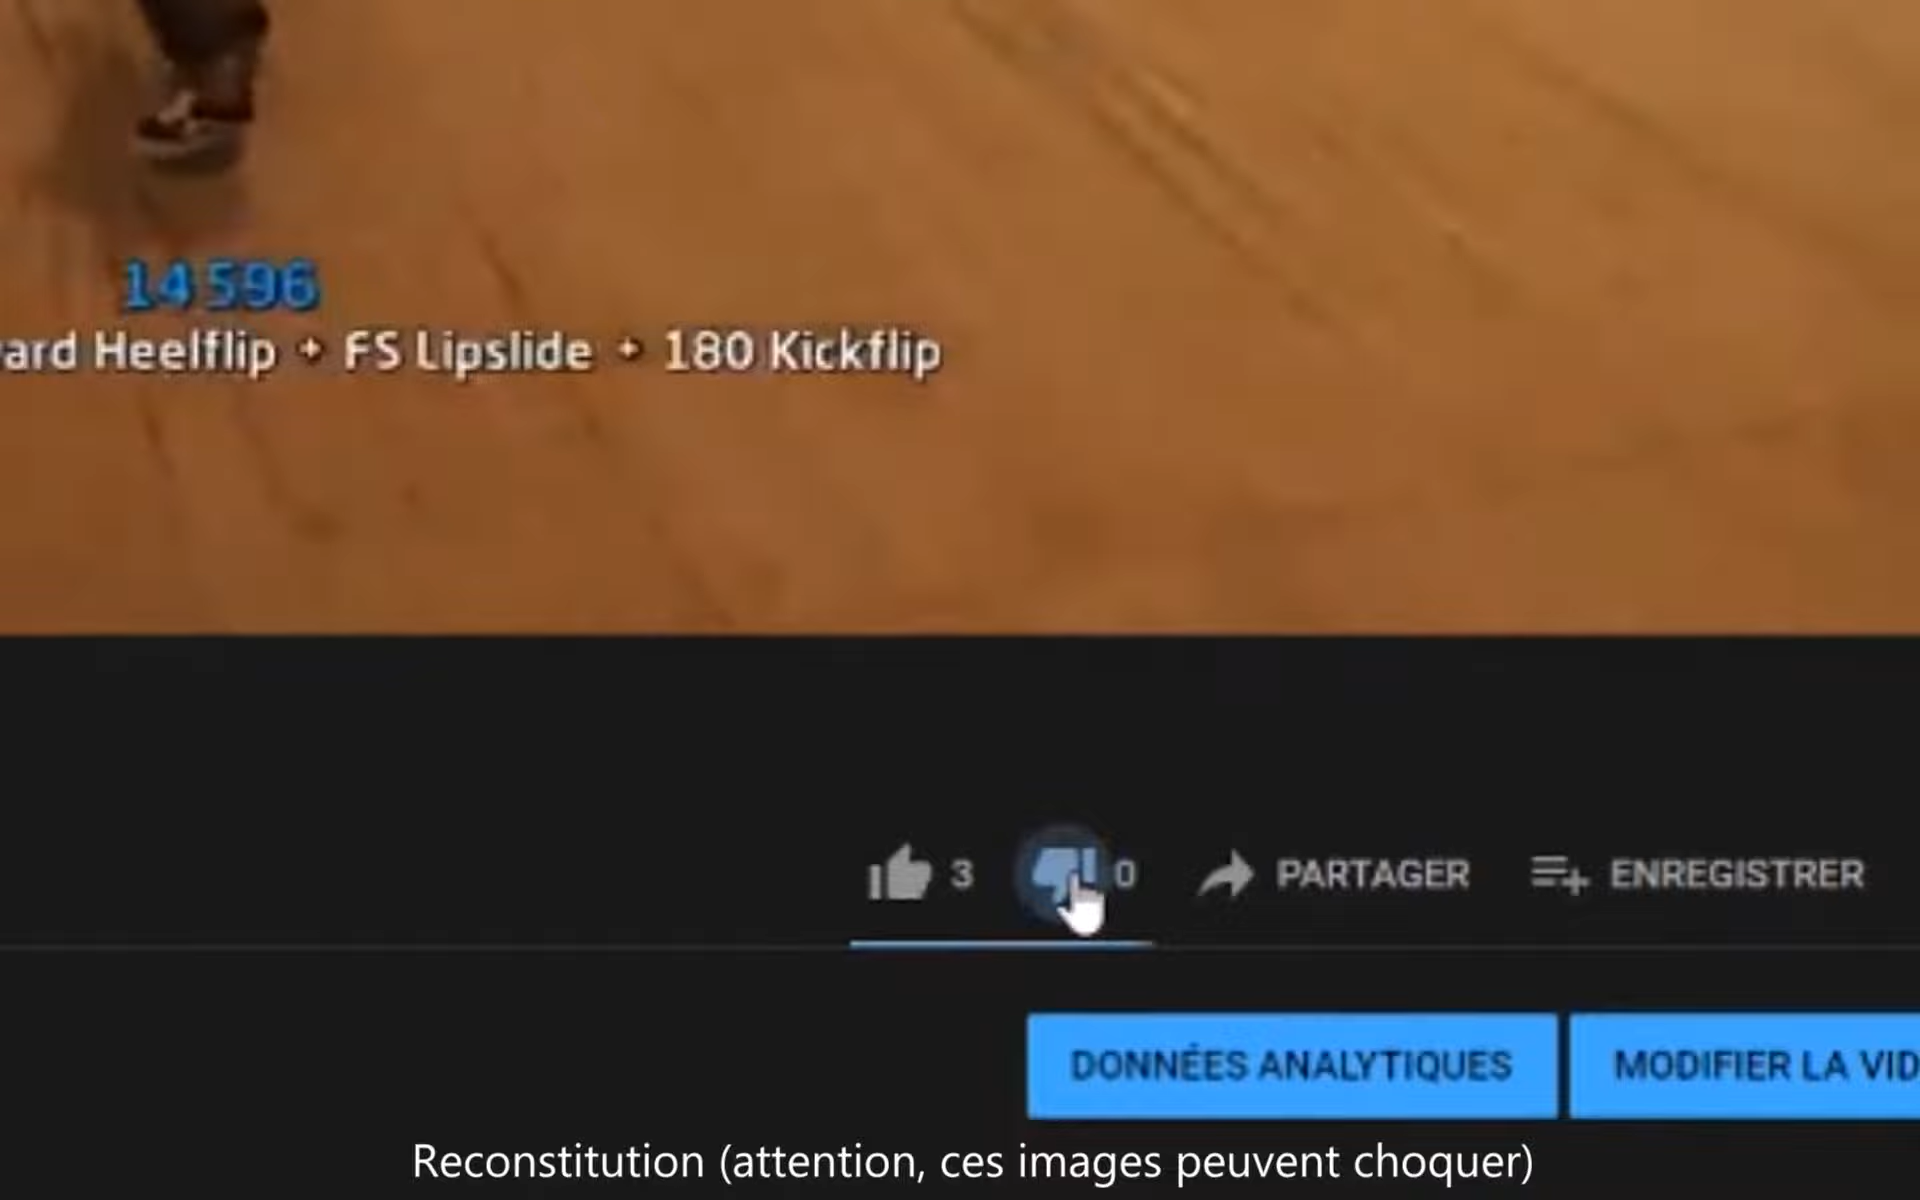 14 596
ard Heelflip + FS Lipslide + 180 Kickflip
3 0 PARTAGER ENREGISTRER
DONNÉES ANALYTIQUES MODIFIER LA VID
Reconstitution (attention, ces images peuvent choquer)